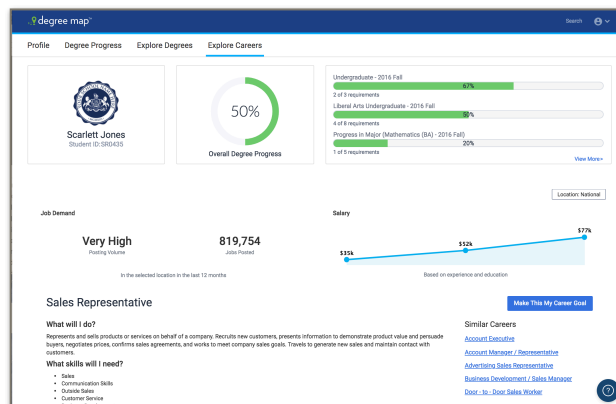 degree map
Search
Profile
Degree Progress
Explore Degrees
Explore Careers
Scarlett Jones
Student ID: SR0435
50%
Overall Degree Progress
Undergraduate - 2016 Fall
67%
2 of 3 requirements
Liberal Arts Undergraduate - 2016 Fall
50%
4 of 8 requirements
Progress in Major (Mathematics (BA) - 2016 Fall)
20%
1 of 5 requirements
View More>
Location: National
Job Demand
Very High
Posting Volume
819,754
Jobs Posted
In the selected location in the last 12 months
Salary
$35k
$52k
$77k
Based on experience and education
Sales Representative
Make This My Career Goal
What will I do?
Represents and sells products or services on behalf of a company. Recruits new customers, presents information to demonstrate product value and persuade
buyers, negotiates prices, confirms sales agreements, and works to meet company sales goals. Travels to generate new sales and maintain contact with
customers.
What skills will I need?
• Sales
• Communication Skills
• Outside Sales
• Customer Service
Similar Careers
Account Executive
Account Manager / Representative
Advertising Sales Representative
Business Development / Sales Manager
Door - to - Door Sales Worker
?